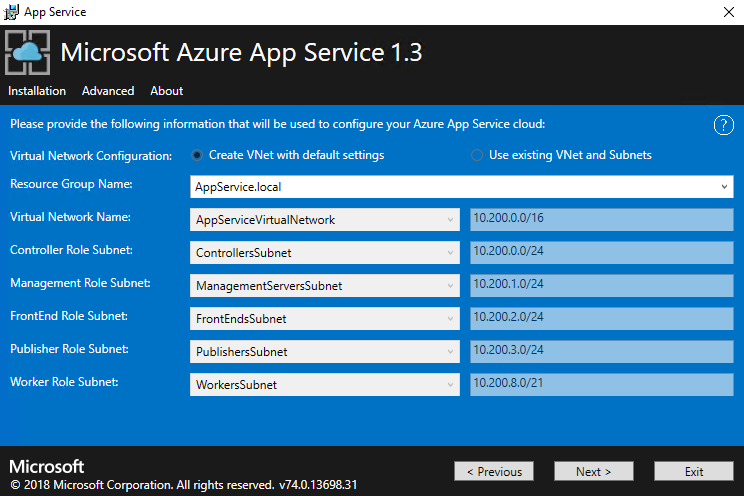 App Service
Microsoft Azure App Service 1.3
Installation Advanced About
Please provide the following information that will be used to configure your Azure App Service cloud: ?
Virtual Network Configuration: Create VNet with default settings Use existing VNet and Subnets
Resource Group Name: AppService.local
Virtual Network Name: AppServiceVirtualNetwork 10.200.0.0/16
Controller Role Subnet: ControllersSubnet 10.200.0.0/24
Management Role Subnet: ManagementServersSubnet 10.200.1.0/24
FrontEnd Role Subnet: FrontEndsSubnet 10.200.2.0/24
Publisher Role Subnet: PublishersSubnet 10.200.3.0/24
Worker Role Subnet: WorkersSubnet 10.200.8.0/21
Microsoft
© 2018 Microsoft Corporation. All rights reserved. v74.0.13698.31
< Previous Next > Exit